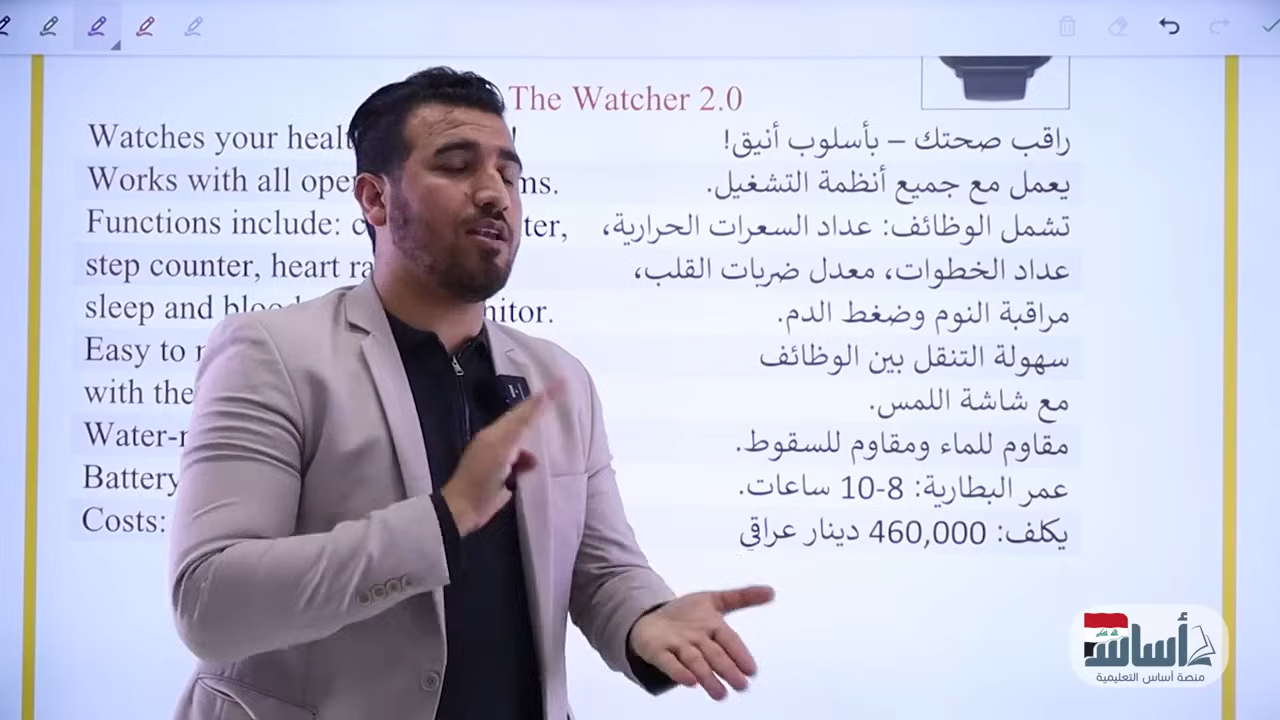 The Watcher 2.0
Watches your healt !
راقب صحتك – بأسلوب أنيق!
Works with all ope ms.
يعمل مع جميع أنظمة التشغيل.
Functions include: c ter,
تشمل الوظائف: عداد السعرات الحرارية،
step counter, heart ra
عداد الخطوات، معدل ضربات القلب،
sleep and bloo nitor.
مراقبة النوم وضغط الدم.
Easy to
سهولة التنقل بين الوظائف
with the
مع شاشة اللمس.
Water-r
مقاوم للماء ومقاوم للسقوط.
Battery
عمر البطارية: 8-10 ساعات.
Costs:
يكلف: 460,000 دينار عراقي
أساس
منصة أساس التعليمية